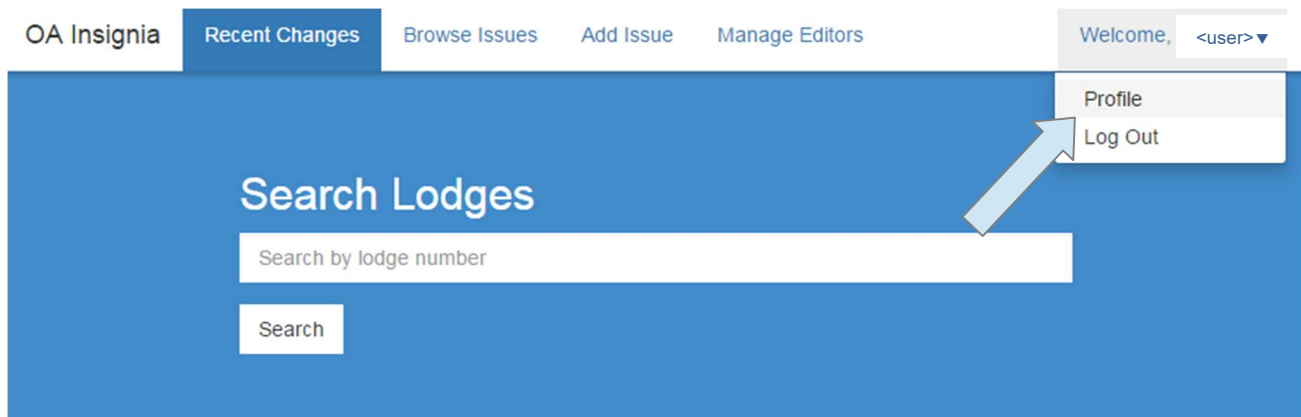 OA Insignia Recent Changes Browse Issues Add Issue Manage Editors Welcome, <user>▼
Profile
Log Out
Search Lodges
Search by lodge number
Search